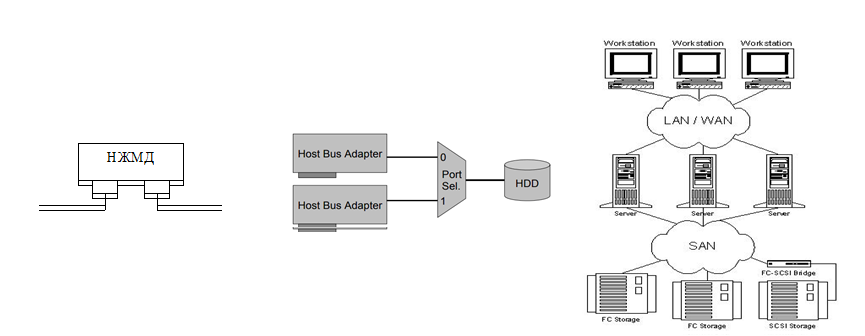 НЖМД
Host Bus Adapter
Host Bus Adapter
0
Port
Sel.
1
HDD
Workstation Workstation Workstation
LAN / WAN
Server Server Server
SAN
FC-SCSI Bridge
FC Storage FC Storage SCSI Storage